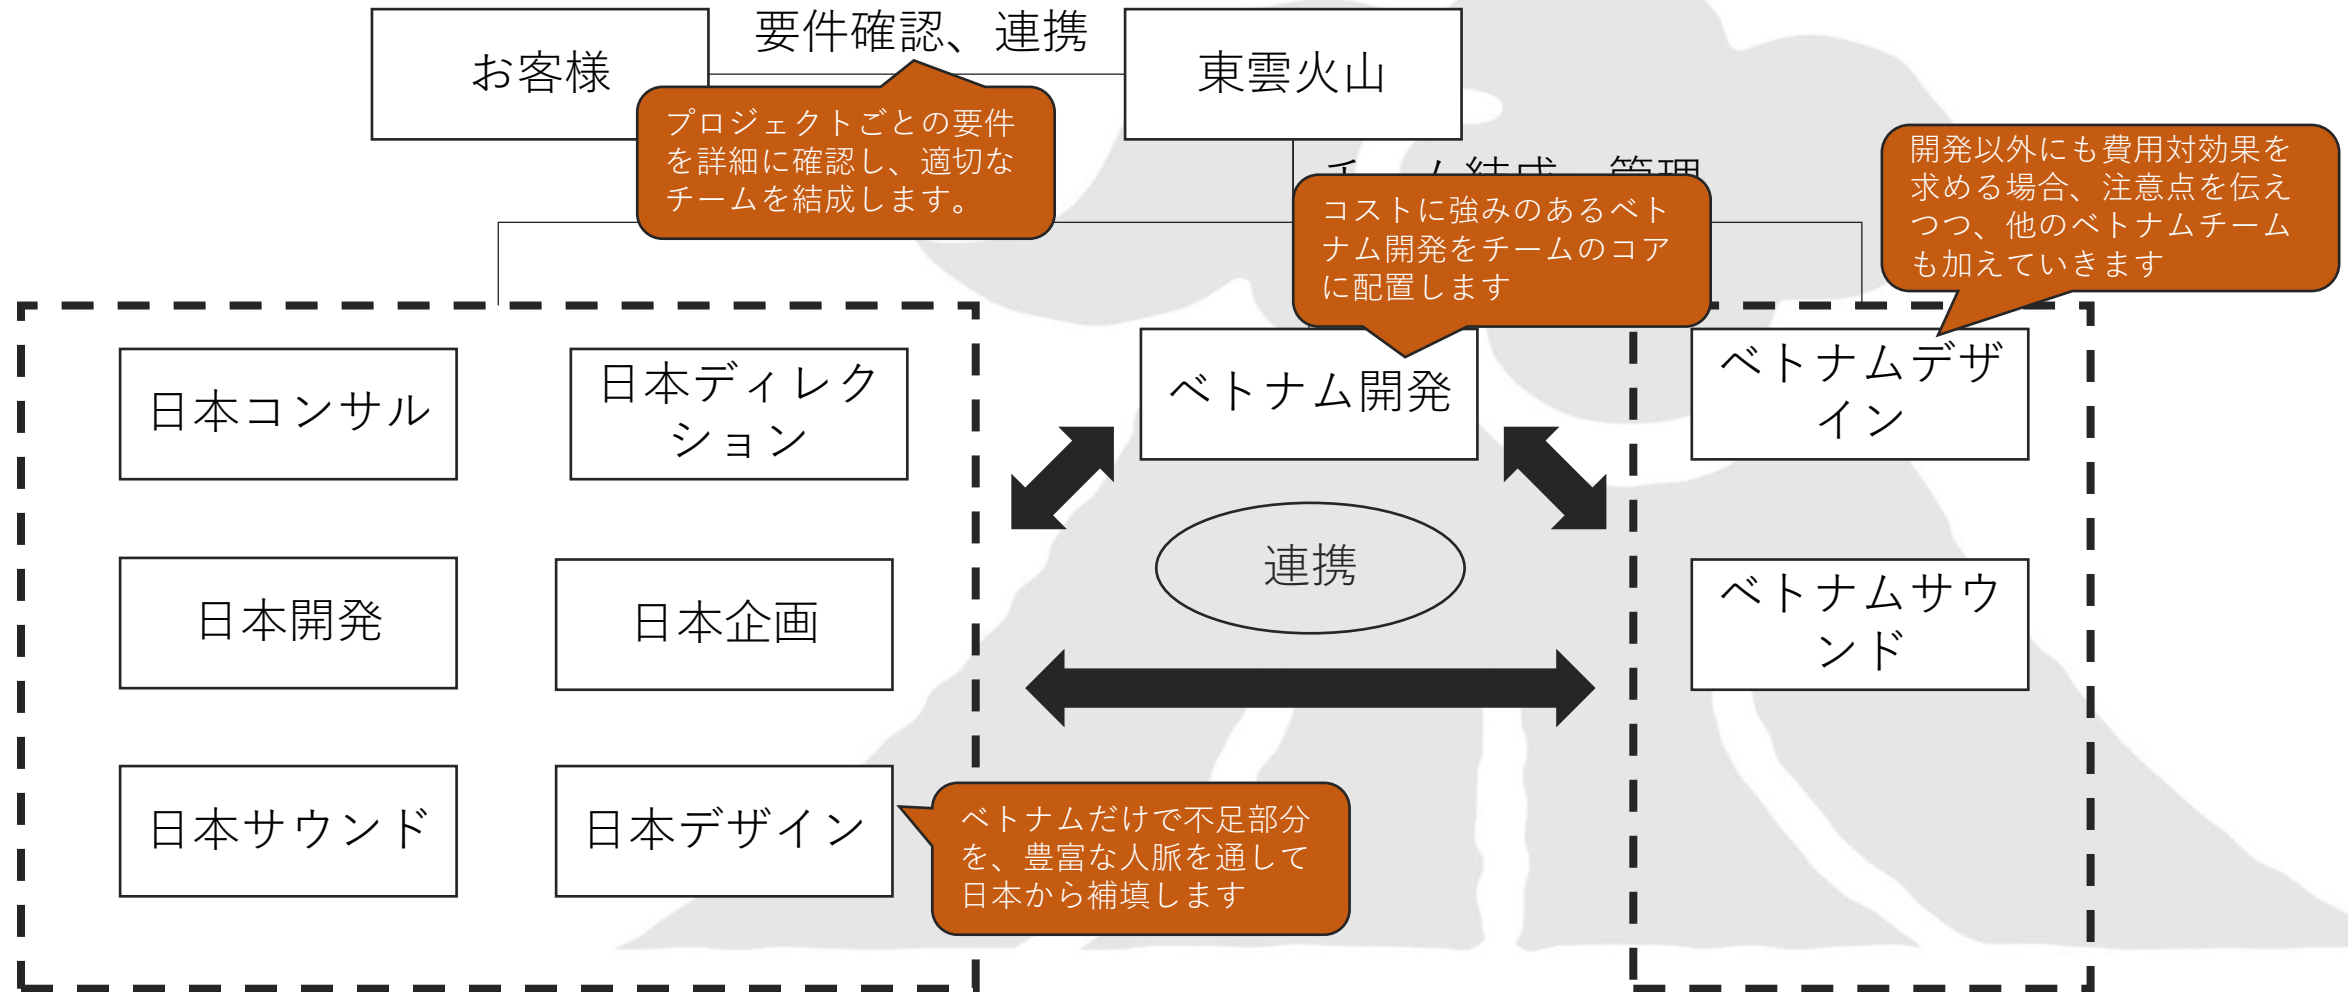 要件確認、連携
お客様
東雲火山
プロジェクトごとの要件
を詳細に確認し、適切な
チームを結成します。
チーム結成、管理
コストに強みのあるベト
ナム開発をチームのコア
に配置します
開発以外にも費用対効果を
求める場合、注意点を伝え
つつ、他のベトナムチーム
も加えていきます
日本コンサル
日本ディレク
ション
ベトナム開発
ベトナムデザ
イン
日本開発
日本企画
連携
ベトナムサウ
ンド
日本サウンド
日本デザイン
ベトナムだけで不足部分
を、豊富な人脈を通して
日本から補填します